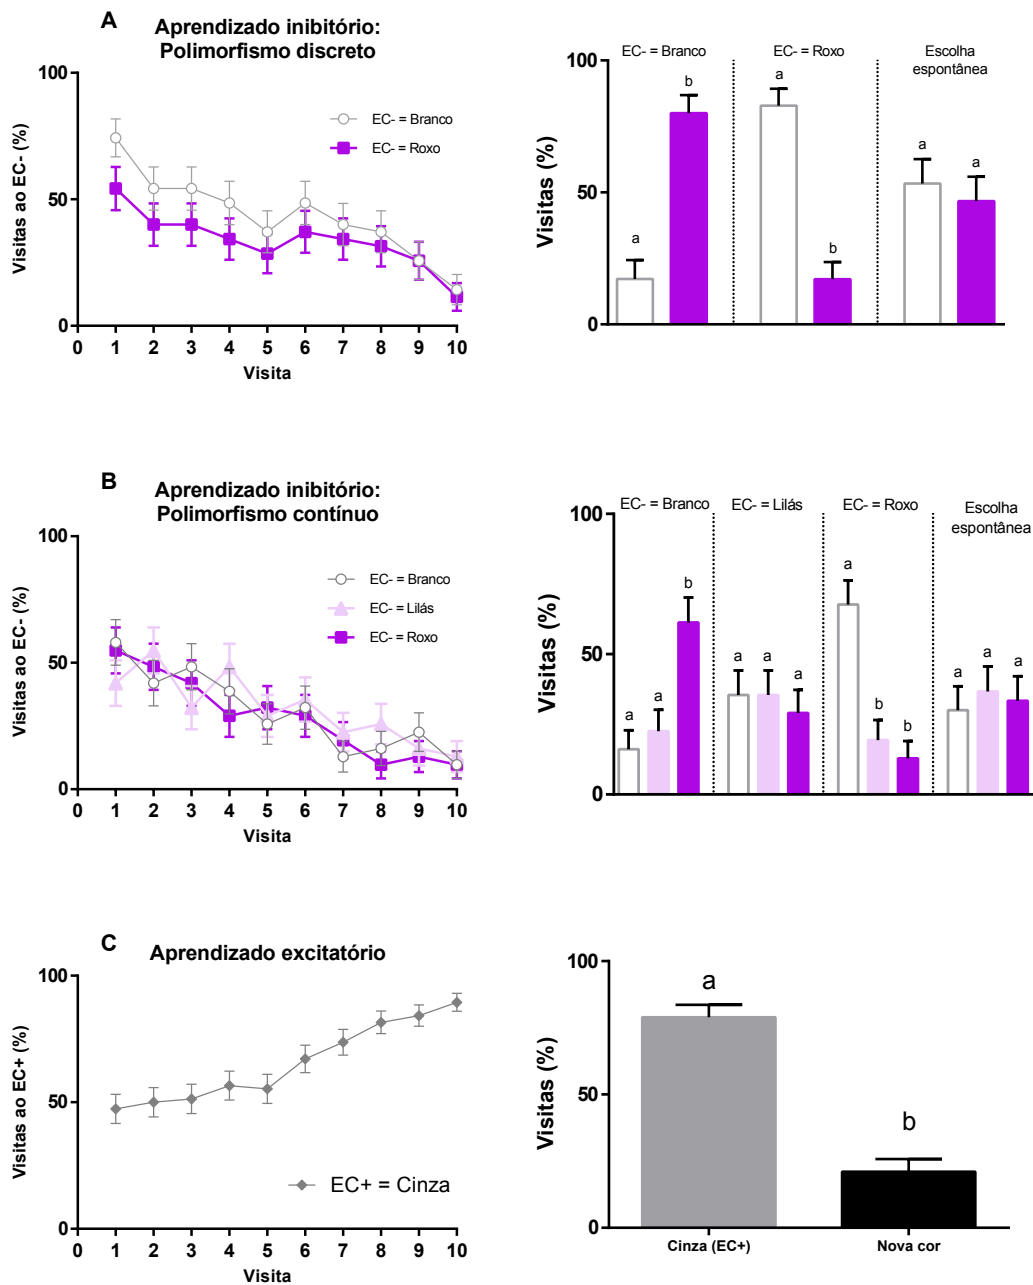 A
Aprendizado inibitório:
Polimorfismo discreto
100
50
0
Visitas ao EC- (%)
EC- = Branco
EC- = Roxo
0 1 2 3 4 5 6 7 8 9 10
Visita
EC- = Branco
EC- = Roxo
Escolha
espontânea
100
50
0
Visitas (%)
a b a b a a
B
Aprendizado inibitório:
Polimorfismo contínuo
100
50
0
Visitas ao EC- (%)
EC- = Branco
EC- = Lilás
EC- = Roxo
0 1 2 3 4 5 6 7 8 9 10
Visita
EC- = Branco
EC- = Lilás
EC- = Roxo
Escolha
espontânea
100
50
0
Visitas (%)
a a b a a a a b b a a a
C
Aprendizado excitatório
100
50
0
Visitas ao EC+ (%)
EC+ = Cinza
0 1 2 3 4 5 6 7 8 9 10
Visita
100
50
0
Visitas (%)
a
b
Cinza (EC+)
Nova cor